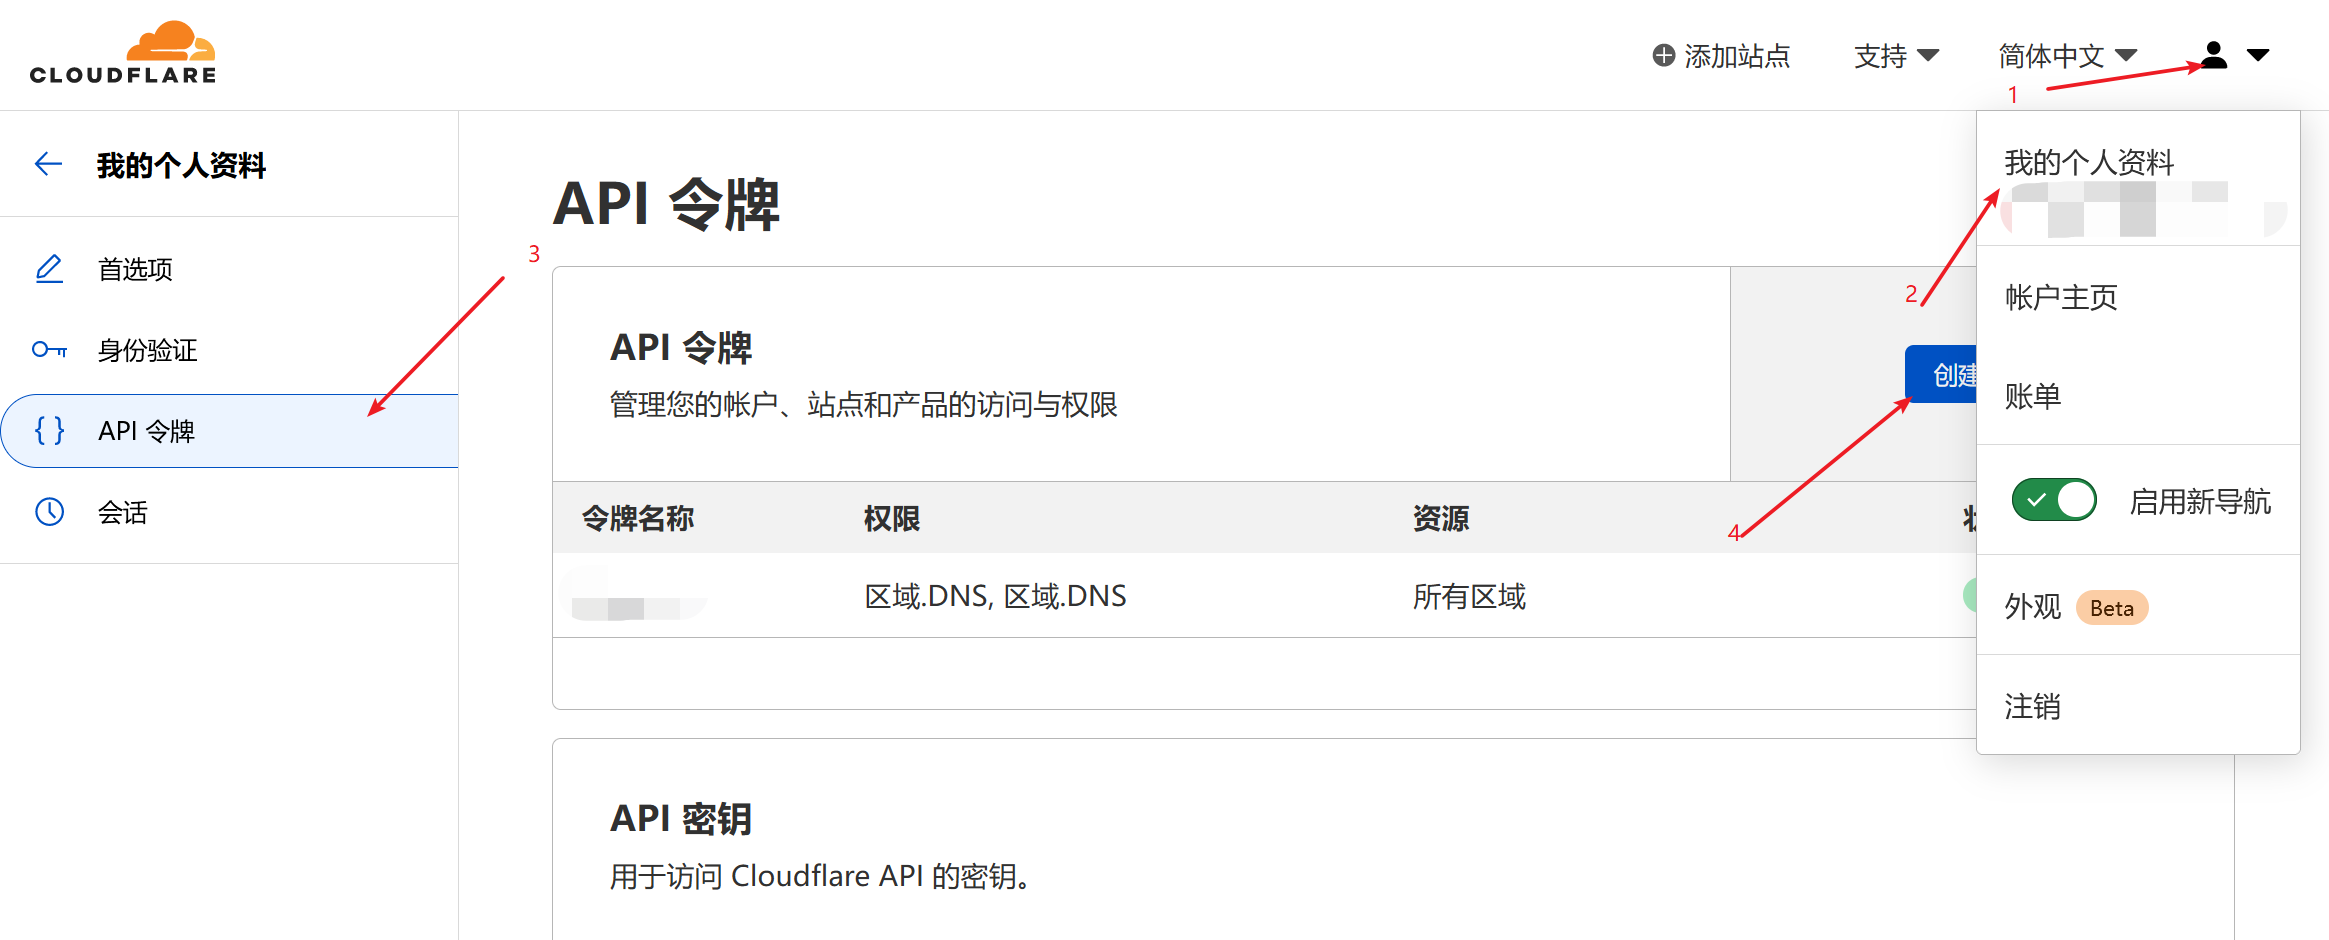 CLOUDFLARE
添加站点
支持
简体中文
1
我的个人资料
我的个人资料
API 令牌
3
首选项
2
帐户主页
API 令牌
身份验证
创建
管理您的帐户、站点和产品的访问与权限
账单
API 令牌
启用新导航
会话
令牌名称
权限
资源
4
区域.DNS, 区域.DNS
所有区域
外观
Beta
注销
API 密钥
用于访问 Cloudflare API 的密钥。